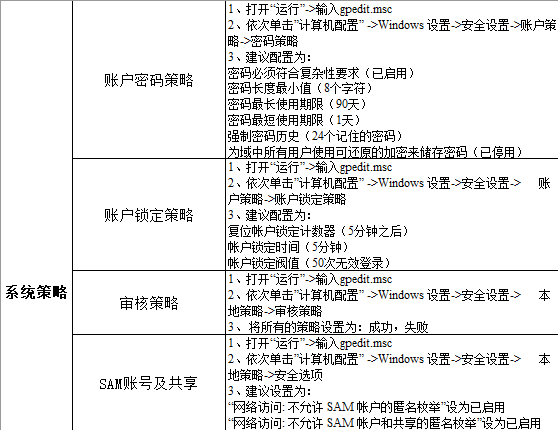 系统策略
账户密码策略
1、打开“运行”->输入gpedit.msc
2、依次单击”计算机配置” ->Windows 设置->安全设置->账户策
略->密码策略
3、建议配置为：
密码必须符合复杂性要求（已启用）
密码长度最小值（8个字符）
密码最长使用期限（90天）
密码最短使用期限（1天）
强制密码历史（24个记住的密码）
为域中所有用户使用可还原的加密来储存密码（已停用）
账户锁定策略
1、打开“运行”->输入gpedit.msc
2、依次单击”计算机配置” ->Windows 设置->安全设置-> 账
户策略->账户锁定策略
3、建议配置为：
复位帐户锁定计数器（5分钟之后）
帐户锁定时间（5分钟）
帐户锁定阀值（50次无效登录）
审核策略
1、打开“运行”->输入gpedit.msc
2、依次单击”计算机配置” ->Windows 设置->安全设置-> 本
地策略->审核策略
3、 将所有的策略设置为：成功，失败
SAM账号及共享
1、打开“运行”->输入gpedit.msc
2、依次单击”计算机配置” ->Windows 设置->安全设置-> 本
地策略->安全选项
3、建议设置为：
“网络访问: 不允许 SAM 帐户的匿名枚举”设为已启用
“网络访问: 不允许 SAM 帐户和共享的匿名枚举”设为已启用